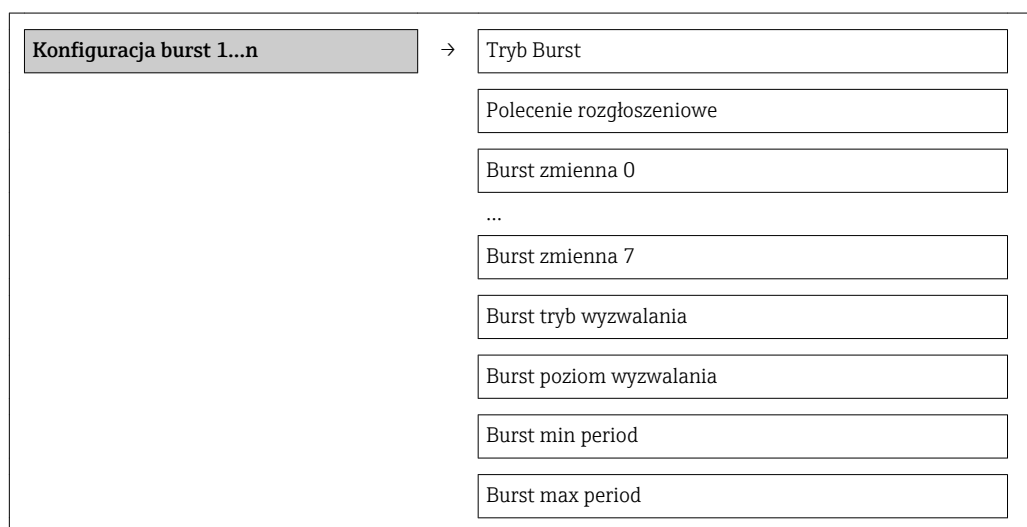 Konfiguracja burst 1…n → Tryb Burst
Polecenie rozgłoszeniowe
Burst zmienna 0
…
Burst zmienna 7
Burst tryb wyzwalania
Burst poziom wyzwalania
Burst min period
Burst max period